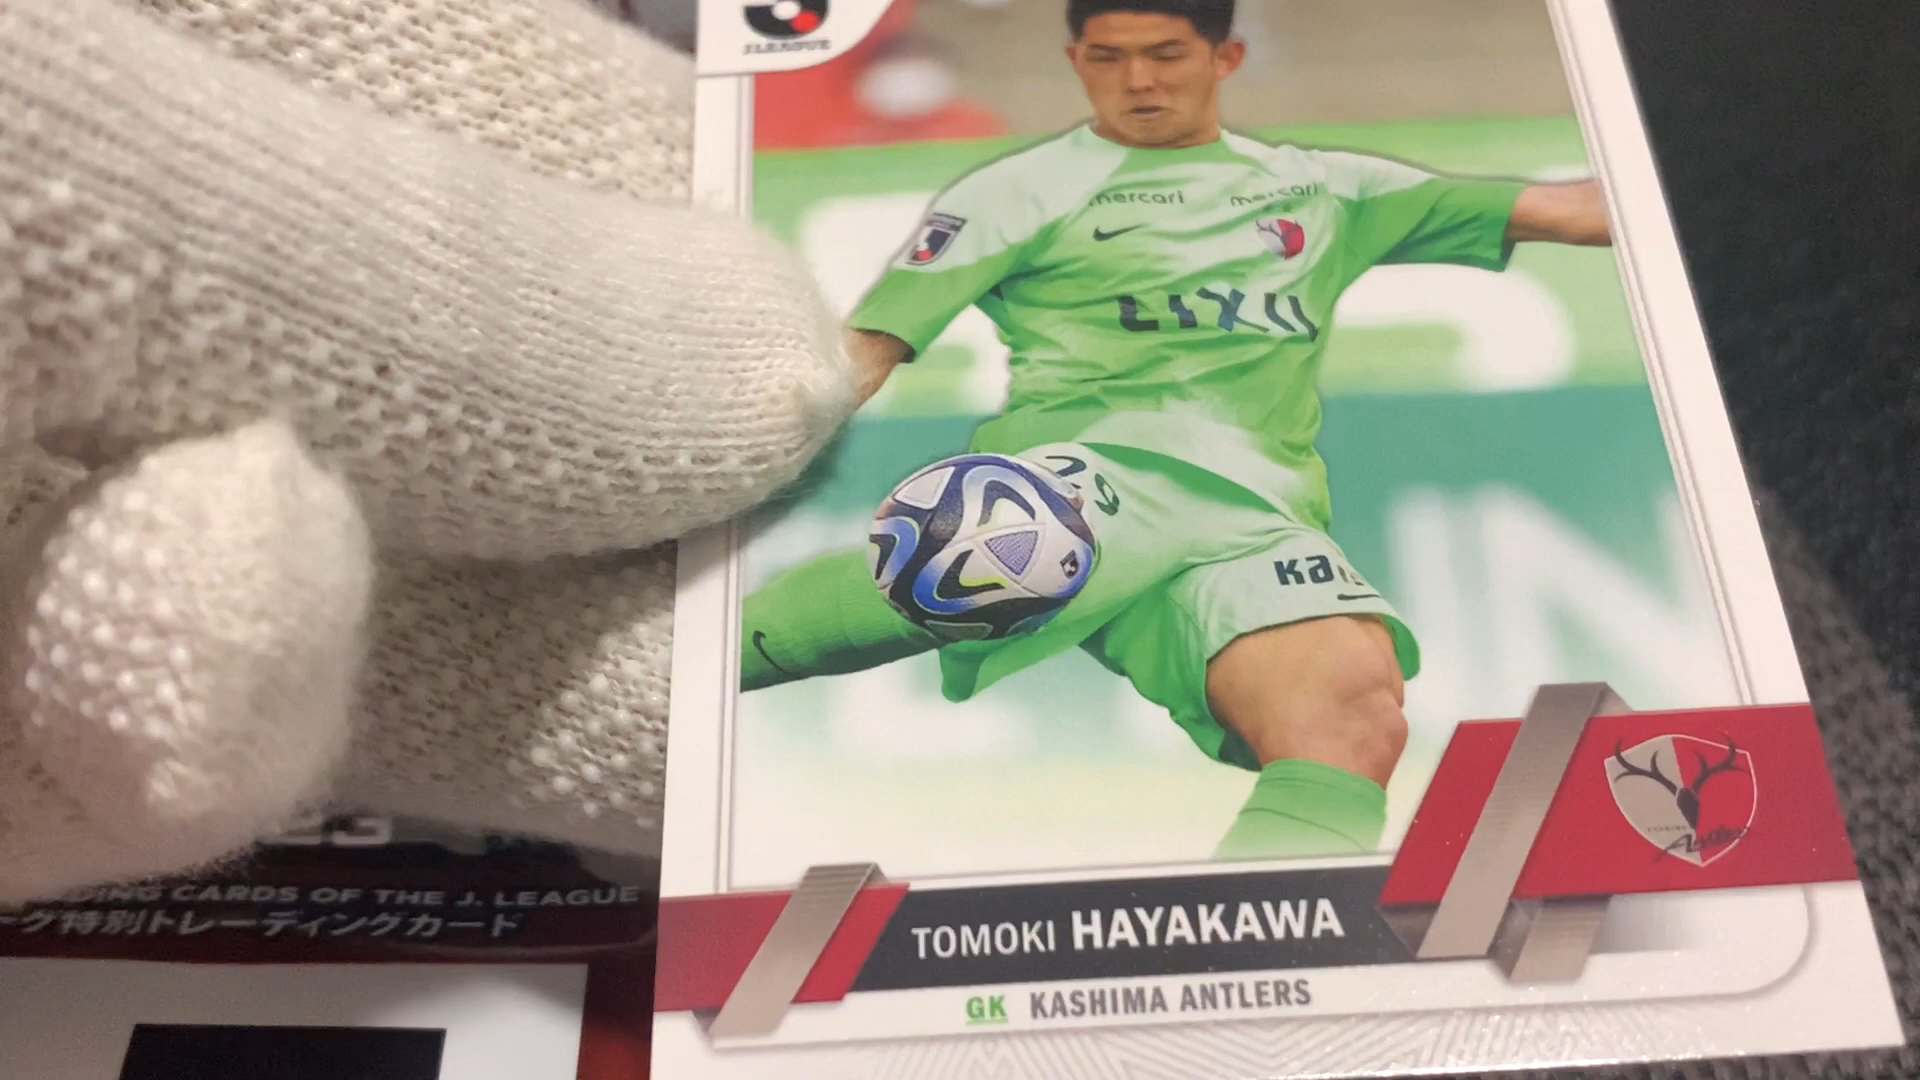 J.LEAGUE
mercari mercari
LIXIL
29
TOMOKI HAYAKAWA
GK KASHIMA ANTLERS
23
DING CARDS OF THE J. LEAGUE
ーグ特別トレーディングカード